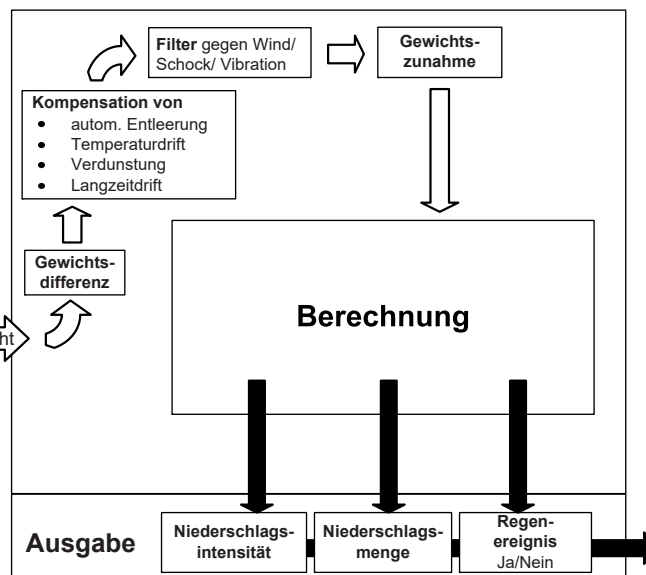 Filter gegen Wind/
Schock/ Vibration
Gewichts-
zunahme
Kompensation von
• autom. Entleerung
• Temperaturdrift
• Verdunstung
• Langzeitdrift
Gewichts-
differenz
Berechnung
Ausgabe
Niederschlags-
intensität
Niederschlags-
menge
Regen-
ereignis
Ja/Nein